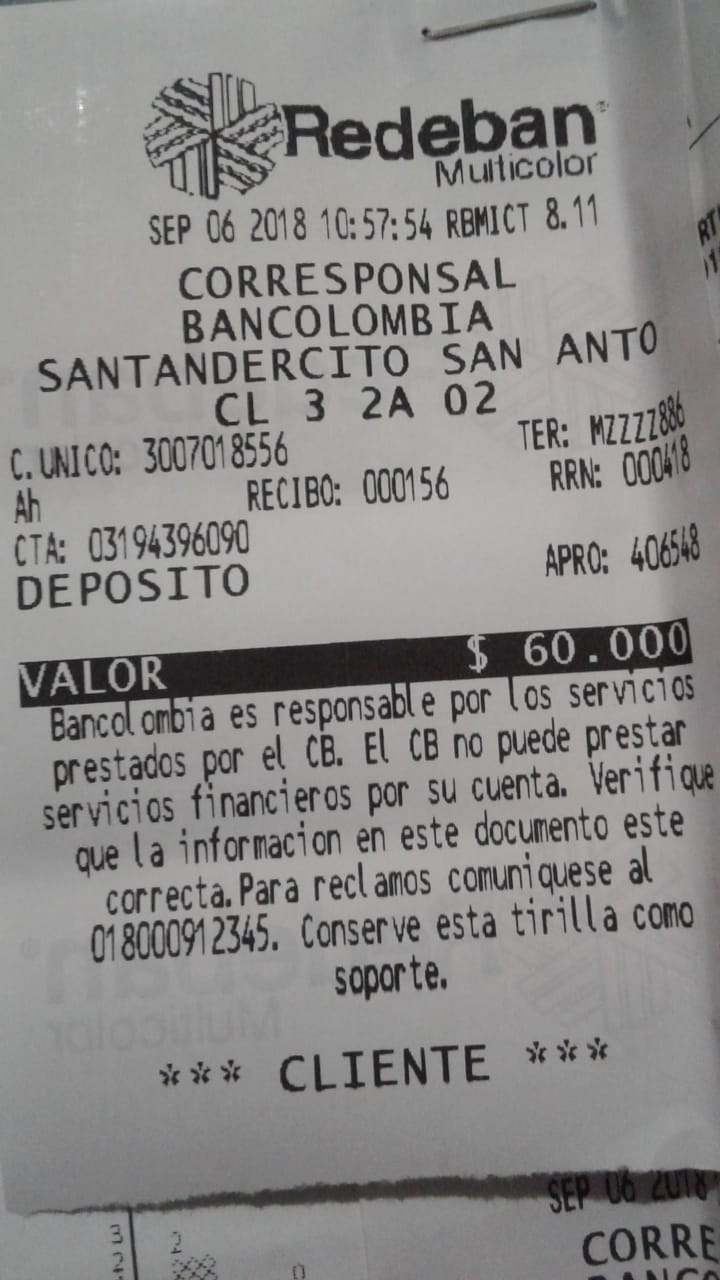 Redeban
Multicolor
SEP 06 2018 10:57:54 RBMICT 8.11
CORRESPONSAL
BANCOLOMBIA
SANTANDERCITO SAN ANTO
CL 3 2A 02
C.UNICO: 3007018556 TER: MZZZZ886
Ah RECIBO: 000156 RRN: 000418
CTA: 03194396090
DEPOSITO APRO: 406548
VALOR $ 60.000
Bancolombia es responsable por los servicios
prestados por el CB. El CB no puede prestar
servicios financieros por su cuenta. Verifique
que la informacion en este documento este
correcta.Para reclamos comuniquese al
018000912345. Conserve esta tirilla como
soporte.
*** CLIENTE ***
SEP 06 2018
CORRE